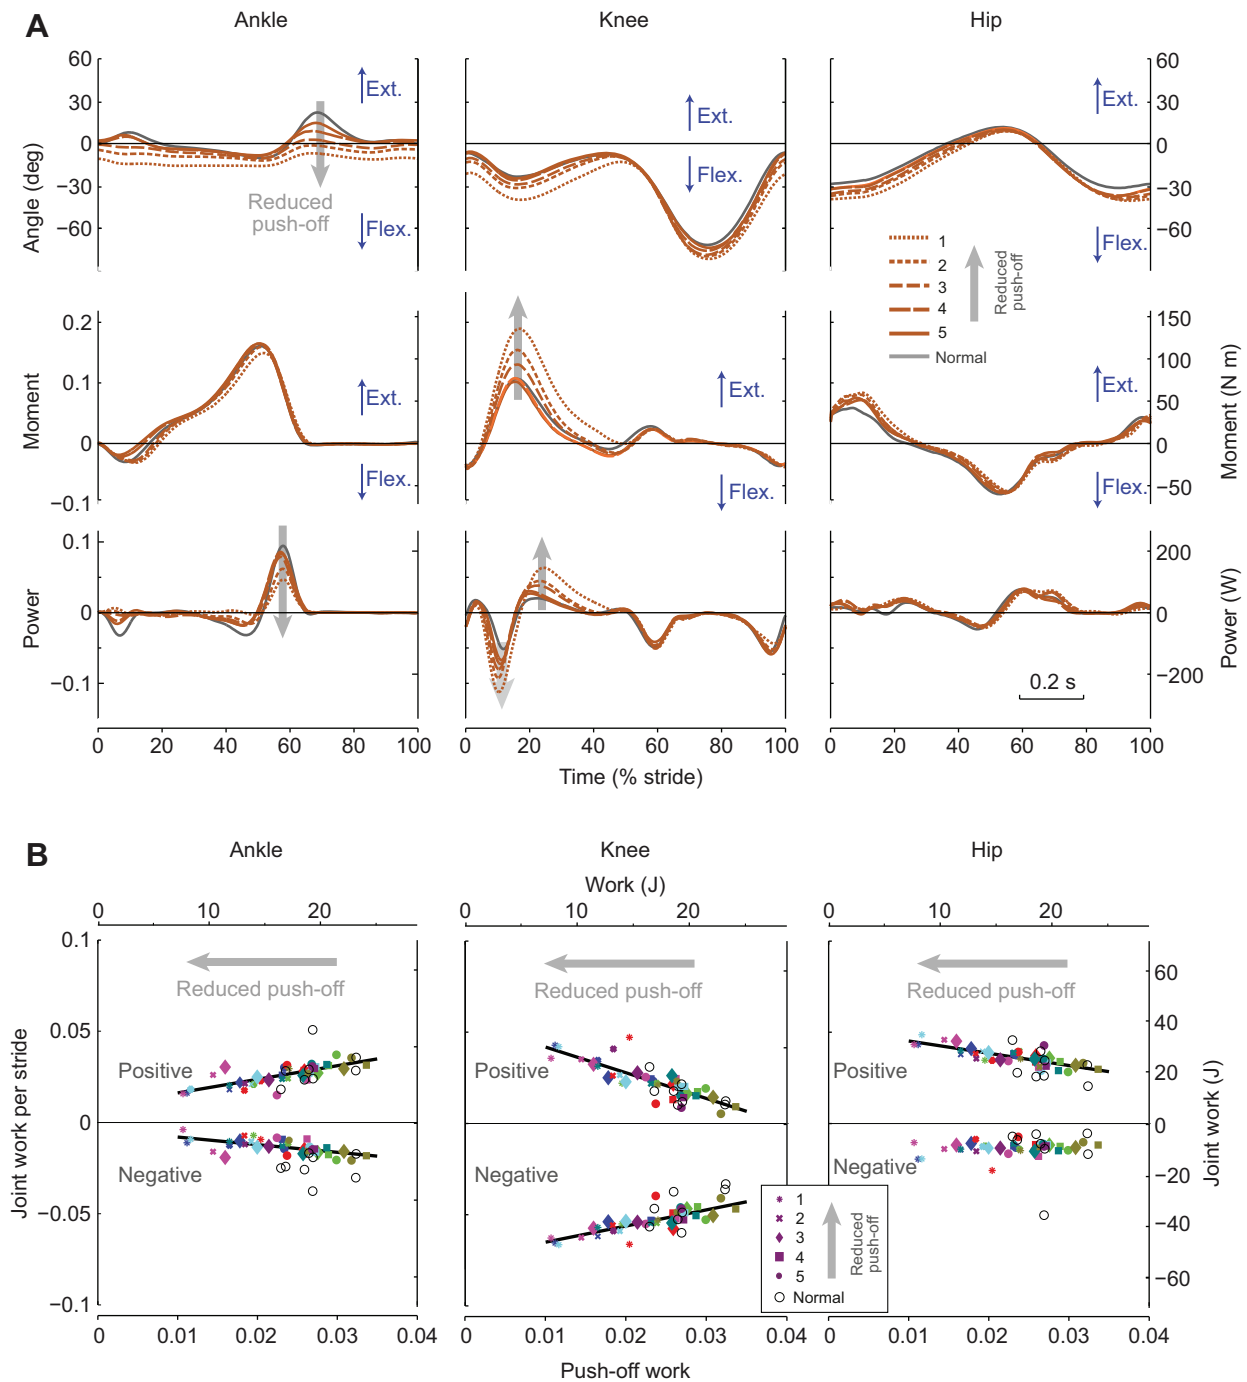 A
Ankle
Knee
Hip
60
30
0
−30
−60
Angle (deg)
Ext.
Reduced
push-off
Flex.
Ext.
Flex.
Ext.
Flex.
60
30
0
−30
−60
1
2
3
4
5
Normal
Reduced
push-off
0.2
0.1
0
−0.1
Moment
Ext.
Flex.
Ext.
Flex.
Ext.
Flex.
150
100
50
0
−50
Moment (N m)
0.1
0
−0.1
Power
200
0
−200
Power (W)
0.2 s
0 20 40 60 80 100
0 20 40 60 80 100
0 20 40 60 80 100
Time (% stride)
B
Ankle
Knee
Hip
Work (J)
0 10 20
0 10 20
0 10 20
0.1
0.05
0
−0.05
−0.1
Joint work per stride
Reduced push-off
Positive
Negative
Reduced push-off
Positive
Negative
Reduced push-off
Positive
Negative
60
40
20
0
−20
−40
−60
Joint work (J)
1
2
3
4
5
Normal
Reduced
push-off
0 0.01 0.02 0.03 0.04
0 0.01 0.02 0.03 0.04
0 0.01 0.02 0.03 0.04
Push-off work